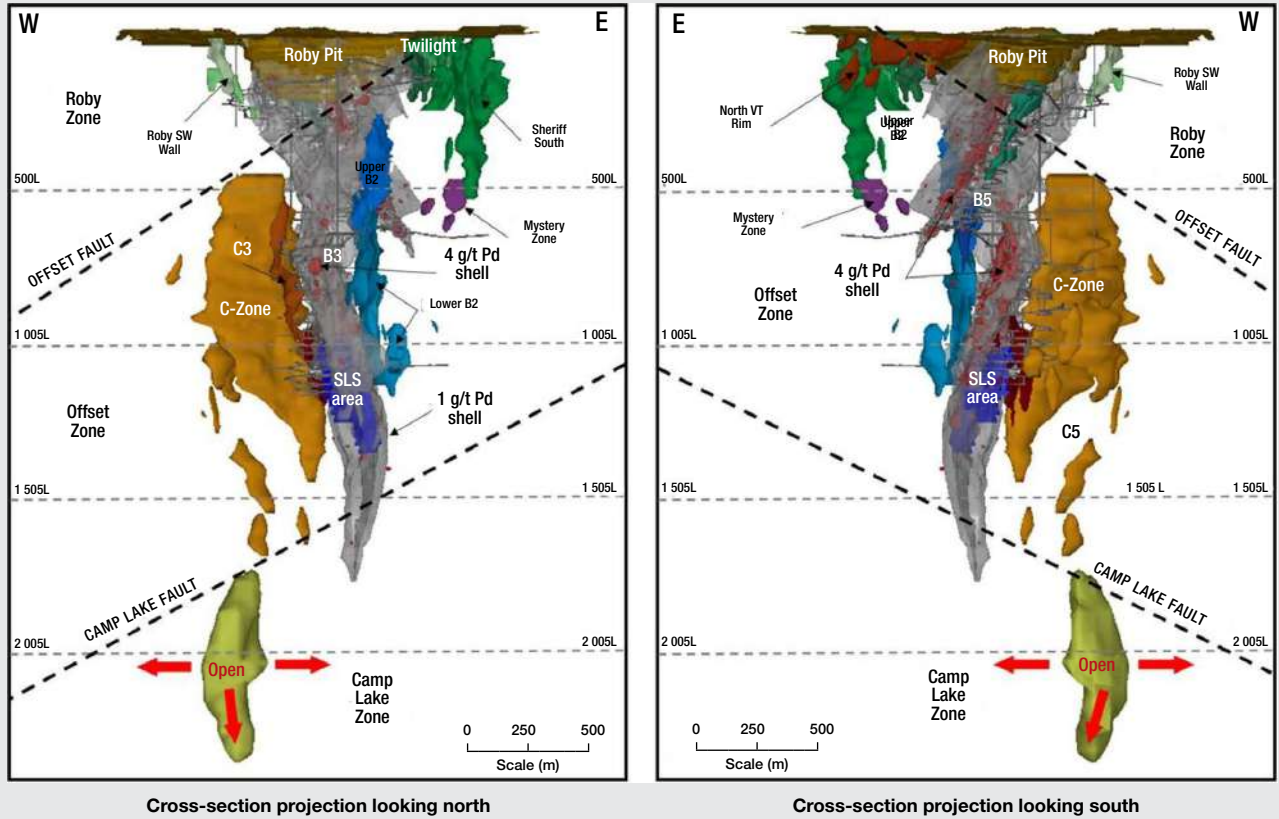 W
E
Roby Pit
Twilight
Roby
Zone
Roby SW
Wall
Sheriff
South
Upper
B2
500L
500L
Mystery
Zone
OFFSET FAULT
C3
B3
4 g/t Pd
shell
C-Zone
Lower B2
1 005L
1 005L
SLS
area
1 g/t Pd
shell
Offset
Zone
1 505L
1 505L
CAMP LAKE FAULT
2 005L
2 005L
Open
Camp
Lake
Zone
0 250 500
Scale (m)
Cross-section projection looking north
E
W
Roby Pit
Roby SW
Wall
North VT
Rim
Upper
B2
Upper
B2
Roby
Zone
500L
500L
B5
Mystery
Zone
OFFSET FAULT
4 g/t Pd
shell
Offset
Zone
C-Zone
1 005L
1 005L
SLS
area
C5
1 505L
1 505 L
1 505L
CAMP LAKE FAULT
2 005L
2 005L
Open
Camp
Lake
Zone
0 250 500
Scale (m)
Cross-section projection looking south